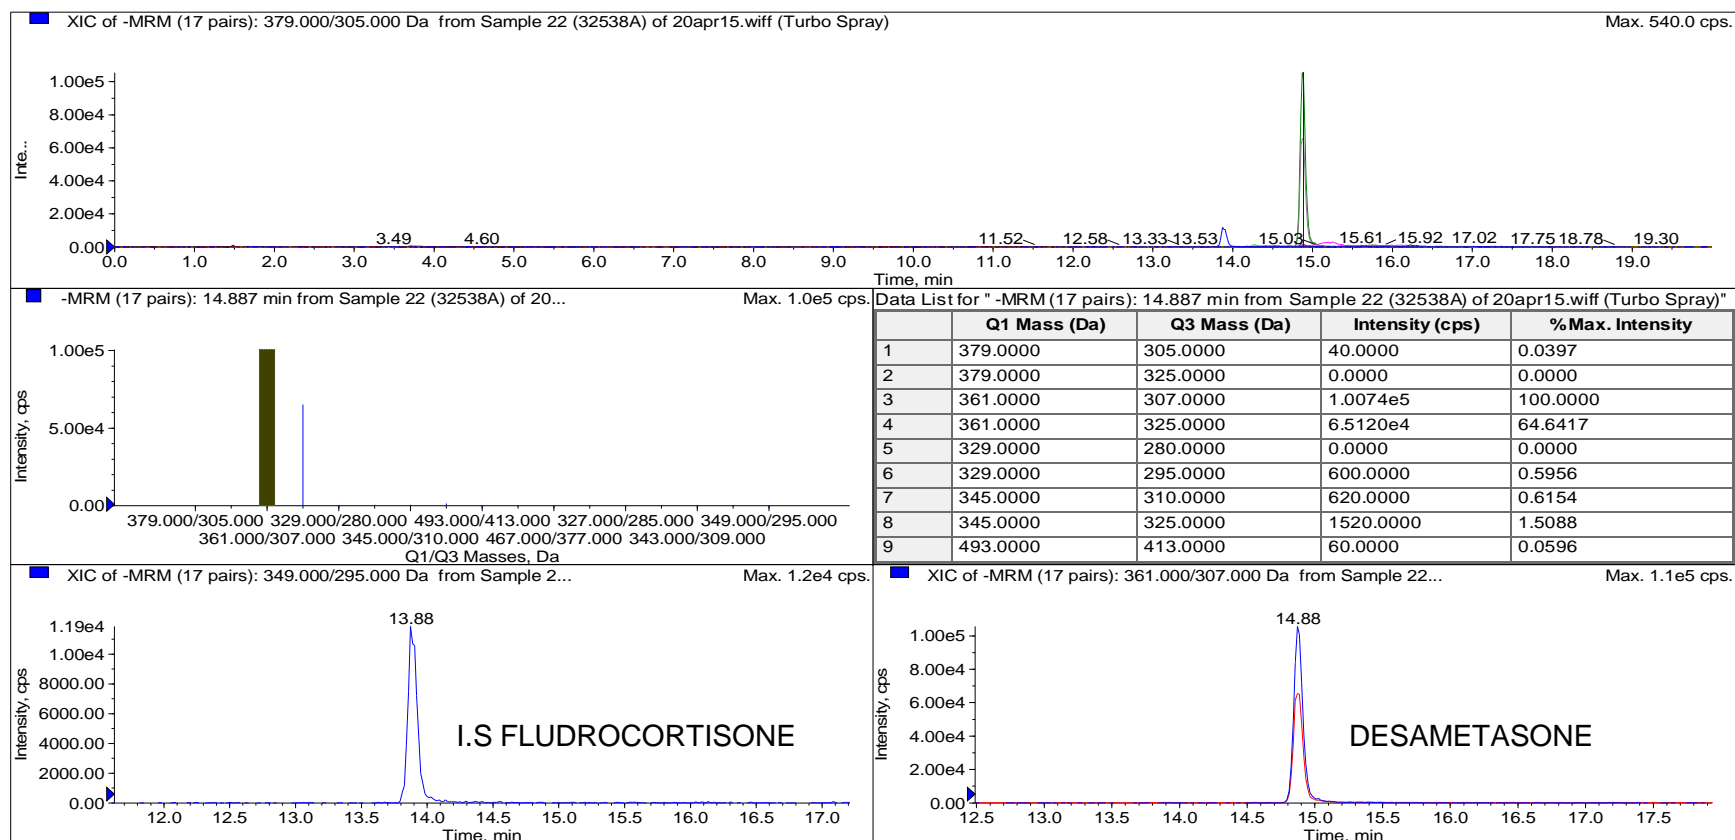 XIC of -MRM (17 pairs): 379.000/305.000 Da from Sample 22 (32538A) of 20apr15.wiff (Turbo Spray) Max. 540.0 cps.
1.00e5
8.00e4
6.00e4
4.00e4
2.00e4
0.00
Inte...
3.49 4.60 11.52 12.58 13.33 13.53 15.03 15.61 15.92 17.02 17.75 18.78 19.30
0.0 1.0 2.0 3.0 4.0 5.0 6.0 7.0 8.0 9.0 10.0 11.0 12.0 13.0 14.0 15.0 16.0 17.0 18.0 19.0
Time, min
-MRM (17 pairs): 14.887 min from Sample 22 (32538A) of 20... Max. 1.0e5 cps.
1.00e5
5.00e4
0.00
Intensity, cps
379.000/305.000 329.000/280.000 493.000/413.000 327.000/285.000 349.000/295.000
361.000/307.000 345.000/310.000 467.000/377.000 343.000/309.000
Q1/Q3 Masses, Da
Data List for " -MRM (17 pairs): 14.887 min from Sample 22 (32538A) of 20apr15.wiff (Turbo Spray)"
Q1 Mass (Da) Q3 Mass (Da) Intensity (cps) % Max. Intensity
1 379.0000 305.0000 40.0000 0.0397
2 379.0000 325.0000 0.0000 0.0000
3 361.0000 307.0000 1.0074e5 100.0000
4 361.0000 325.0000 6.5120e4 64.6417
5 329.0000 280.0000 0.0000 0.0000
6 329.0000 295.0000 600.0000 0.5956
7 345.0000 310.0000 620.0000 0.6154
8 345.0000 325.0000 1520.0000 1.5088
9 493.0000 413.0000 60.0000 0.0596
XIC of -MRM (17 pairs): 349.000/295.000 Da from Sample 2... Max. 1.2e4 cps.
13.88
1.19e4
1.00e4
8000.00
6000.00
4000.00
2000.00
0.00
Intensity, cps
I.S FLUDROCORTISONE
12.0 12.5 13.0 13.5 14.0 14.5 15.0 15.5 16.0 16.5 17.0
Time, min
XIC of -MRM (17 pairs): 361.000/307.000 Da from Sample 22... Max. 1.1e5 cps.
14.88
1.00e5
8.00e4
6.00e4
4.00e4
2.00e4
0.00
Intensity, cps
DESAMETASONE
12.5 13.0 13.5 14.0 14.5 15.0 15.5 16.0 16.5 17.0 17.5
Time, min